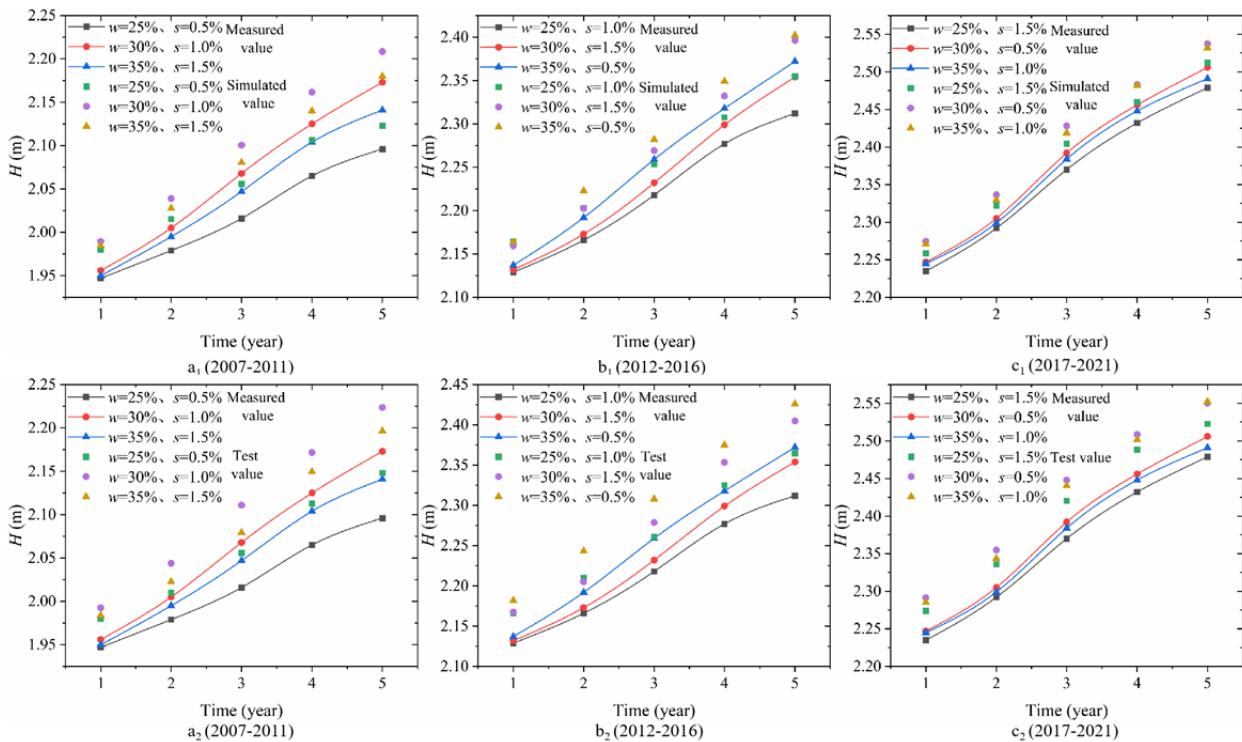 2.25
2.20
2.15
2.10
2.05
2.00
1.95
H (m)
w=25%、s=0.5% Measured
w=30%、s=1.0% value
w=35%、s=1.5%
w=25%、s=0.5% Simulated
w=30%、s=1.0% value
w=35%、s=1.5%
1 2 3 4 5
Time (year)
a1 (2007-2011)
2.40
2.35
2.30
2.25
2.20
2.15
2.10
H (m)
w=25%、s=1.0% Measured
w=30%、s=1.5% value
w=35%、s=0.5%
w=25%、s=1.0% Simulated
w=30%、s=1.5% value
w=35%、s=0.5%
1 2 3 4 5
Time (year)
b1 (2012-2016)
2.55
2.50
2.45
2.40
2.35
2.30
2.25
2.20
H (m)
w=25%、s=1.5% Measured
w=30%、s=0.5% value
w=35%、s=1.0%
w=25%、s=1.5% Simulated
w=30%、s=0.5% value
w=35%、s=1.0%
1 2 3 4 5
Time (year)
c1 (2017-2021)
2.25
2.20
2.15
2.10
2.05
2.00
1.95
H (m)
w=25%、s=0.5% Measured
w=30%、s=1.0% value
w=35%、s=1.5%
w=25%、s=0.5% Test
w=30%、s=1.0% value
w=35%、s=1.5%
1 2 3 4 5
Time (year)
a2 (2007-2011)
2.45
2.40
2.35
2.30
2.25
2.20
2.15
2.10
H (m)
w=25%、s=1.0% Measured
w=30%、s=1.5% value
w=35%、s=0.5%
w=25%、s=1.0% Test
w=30%、s=1.5% value
w=35%、s=0.5%
1 2 3 4 5
Time (year)
b2 (2012-2016)
2.55
2.50
2.45
2.40
2.35
2.30
2.25
2.20
H (m)
w=25%、s=1.5% Measured
w=30%、s=0.5% value
w=35%、s=1.0%
w=25%、s=1.5% Test value
w=30%、s=0.5%
w=35%、s=1.0%
1 2 3 4 5
Time (year)
c2 (2017-2021)